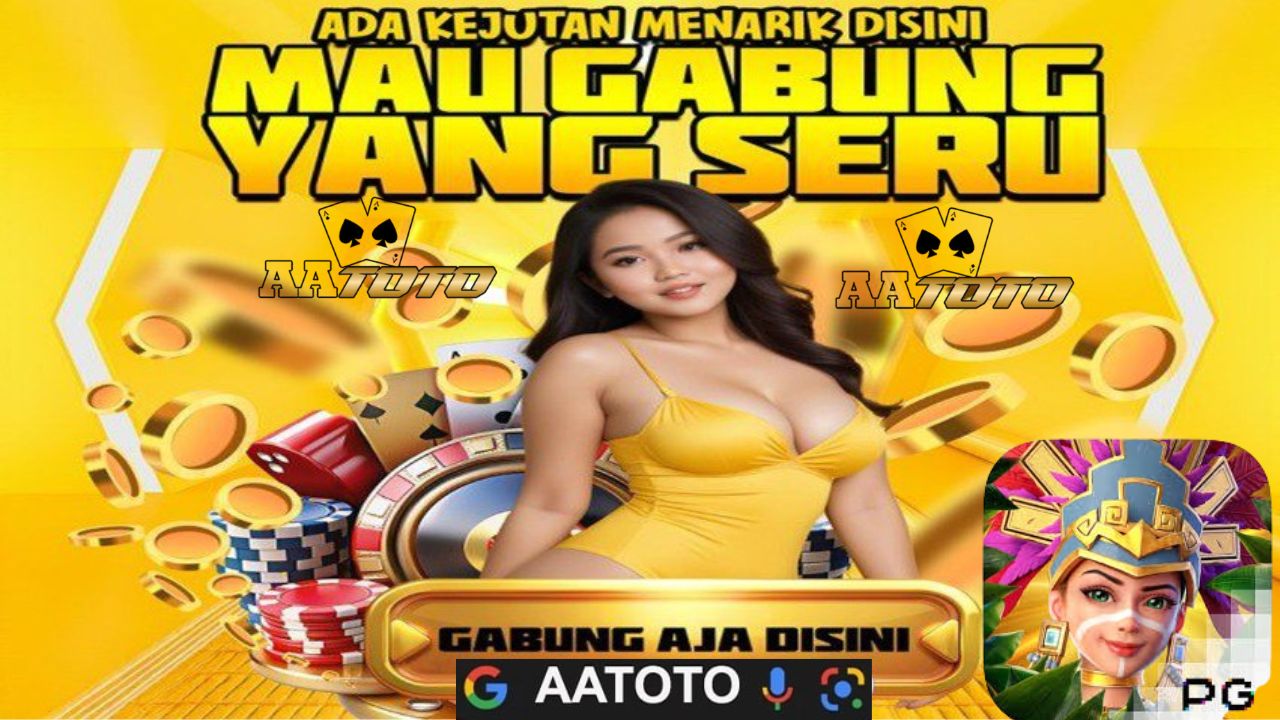 ADA KEJUTAN MENARIK DISINI
MAU GABUNG
YANG SERU
AATOTO
AATOTO
GABUNG AJA DISINI
AATOTO
PG